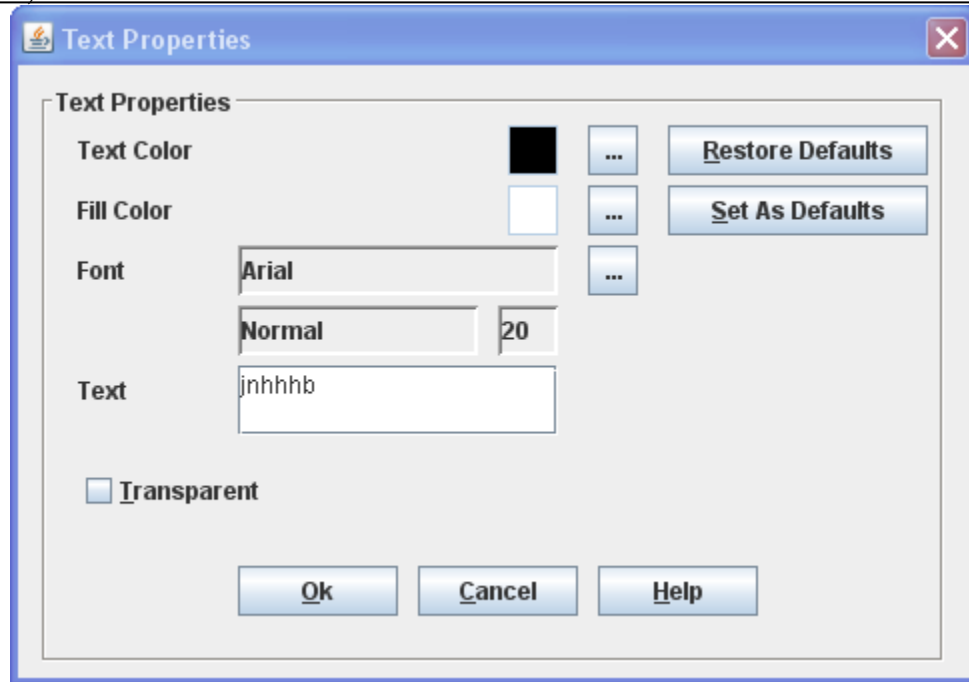 Text Properties
Text Properties
Text Color ... Restore Defaults
Fill Color ... Set As Defaults
Font Arial ...
Normal 20
Text jnhhhb
Transparent
Ok Cancel Help